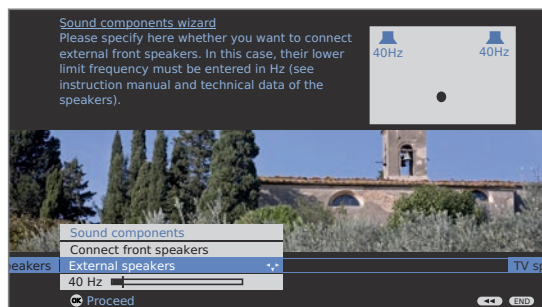 Sound components wizard
Please specify here whether you want to connect
external front speakers. In this case, their lower
limit frequency must be entered in Hz (see
instruction manual and technical data of the
speakers).
40Hz 40Hz
Sound components
Connect front speakers
eakers External speakers TV sp
40 Hz
OK Proceed
END